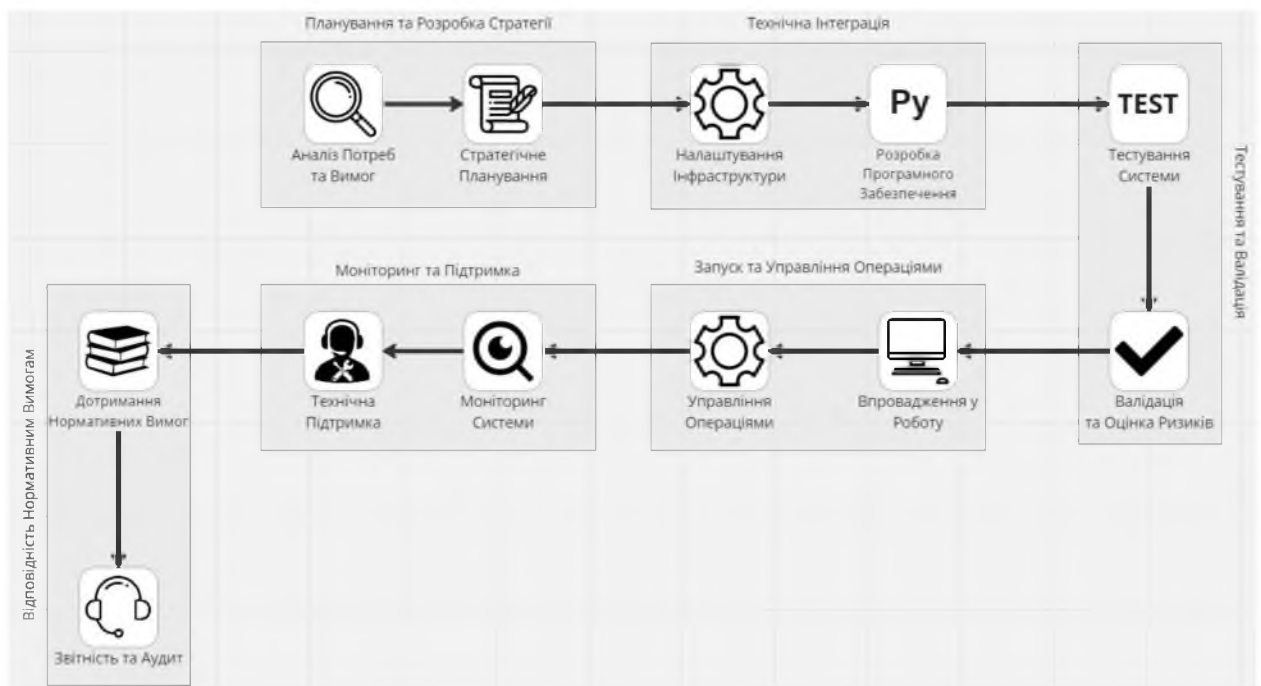 Планування та Розробка Стратегії
Технічна Інтеграція
Аналіз Потреб
та Вимог
Стратегічне
Планування
Налаштування
Інфраструктури
Py
Розробка
Програмного
Забезпечення
TEST
Тестування
Системи
Тестування та Валідація
Моніторинг та Підтримка
Запуск та Управління Операціями
Валідація
та Оцінка Ризиків
Впровадження у
Роботу
Управління
Операціями
Моніторинг
Системи
Технічна
Підтримка
Дотримання
Нормативних Вимог
Відповідність Нормативним Вимогам
Звітність та Аудит